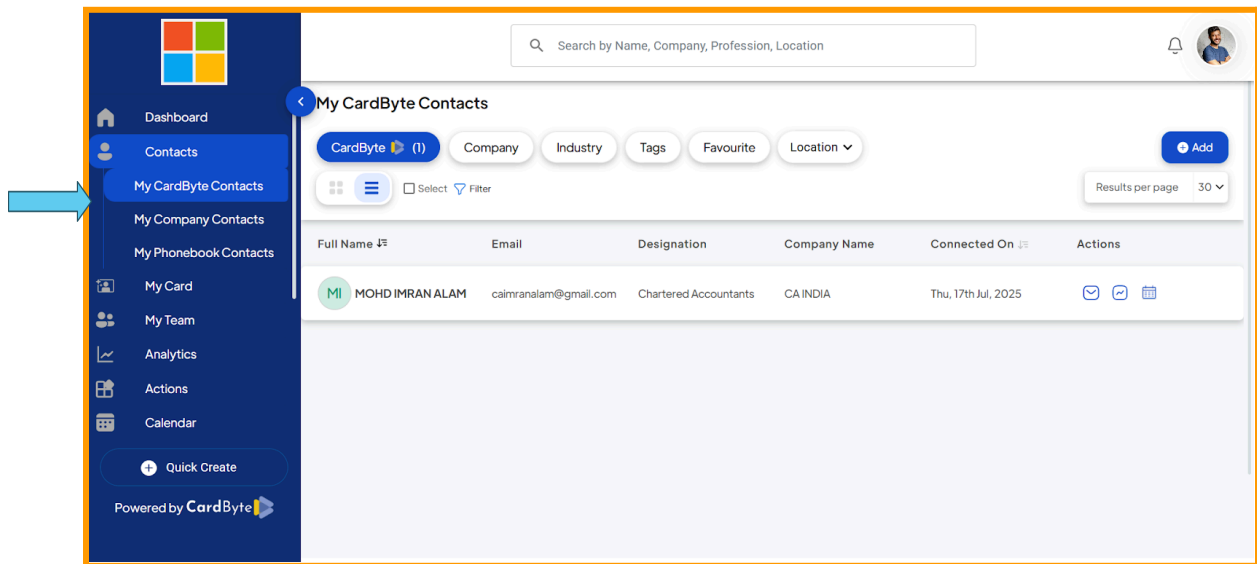 Search by Name, Company, Profession, Location
Dashboard
Contacts
My CardByte Contacts
My Company Contacts
My Phonebook Contacts
My Card
My Team
Analytics
Actions
Calendar
Quick Create
Powered by CardByte
My CardByte Contacts
CardByte (1) Company Industry Tags Favourite Location
Add
Select Filter
Results per page 30
Full Name Email Designation Company Name Connected On Actions
MI MOHD IMRAN ALAM caimranalam@gmail.com Chartered Accountants CA INDIA Thu, 17th Jul, 2025